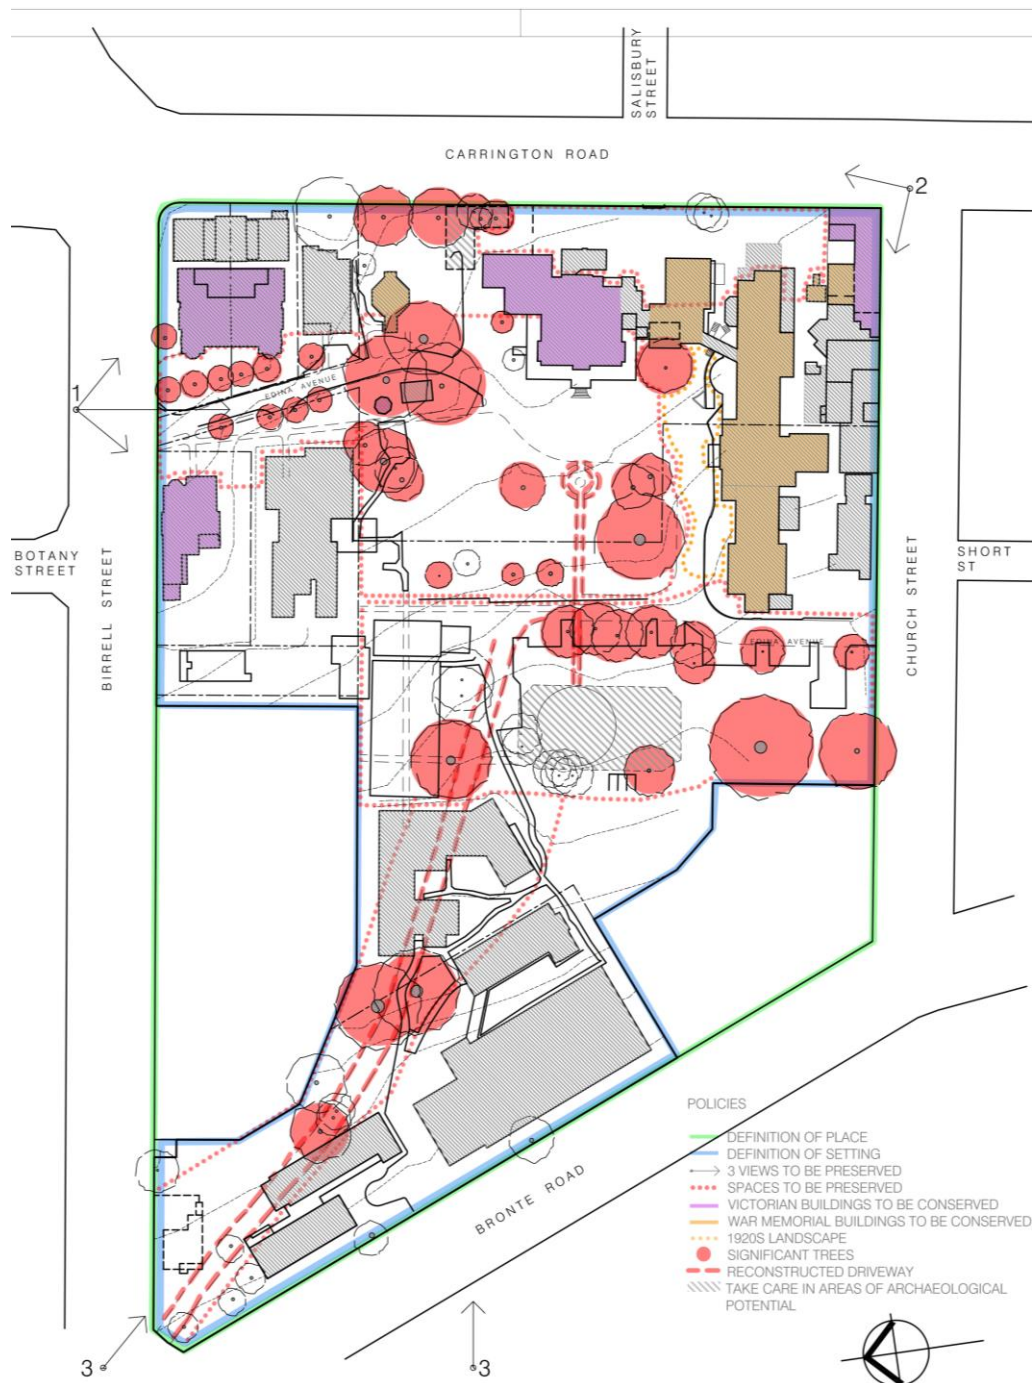 SALISBURY
STREET
CARRINGTON ROAD
2
1
EDINA AVENUE
BOTANY
STREET
BIRRELL STREET
SHORT
ST
CHURCH STREET
EDINA AVENUE
BRONTE ROAD
3
3
POLICIES
DEFINITION OF PLACE
DEFINITION OF SETTING
3 VIEWS TO BE PRESERVED
SPACES TO BE PRESERVED
VICTORIAN BUILDINGS TO BE CONSERVED
WAR MEMORIAL BUILDINGS TO BE CONSERVED
1920S LANDSCAPE
SIGNIFICANT TREES
RECONSTRUCTED DRIVEWAY
TAKE CARE IN AREAS OF ARCHAEOLOGICAL
POTENTIAL